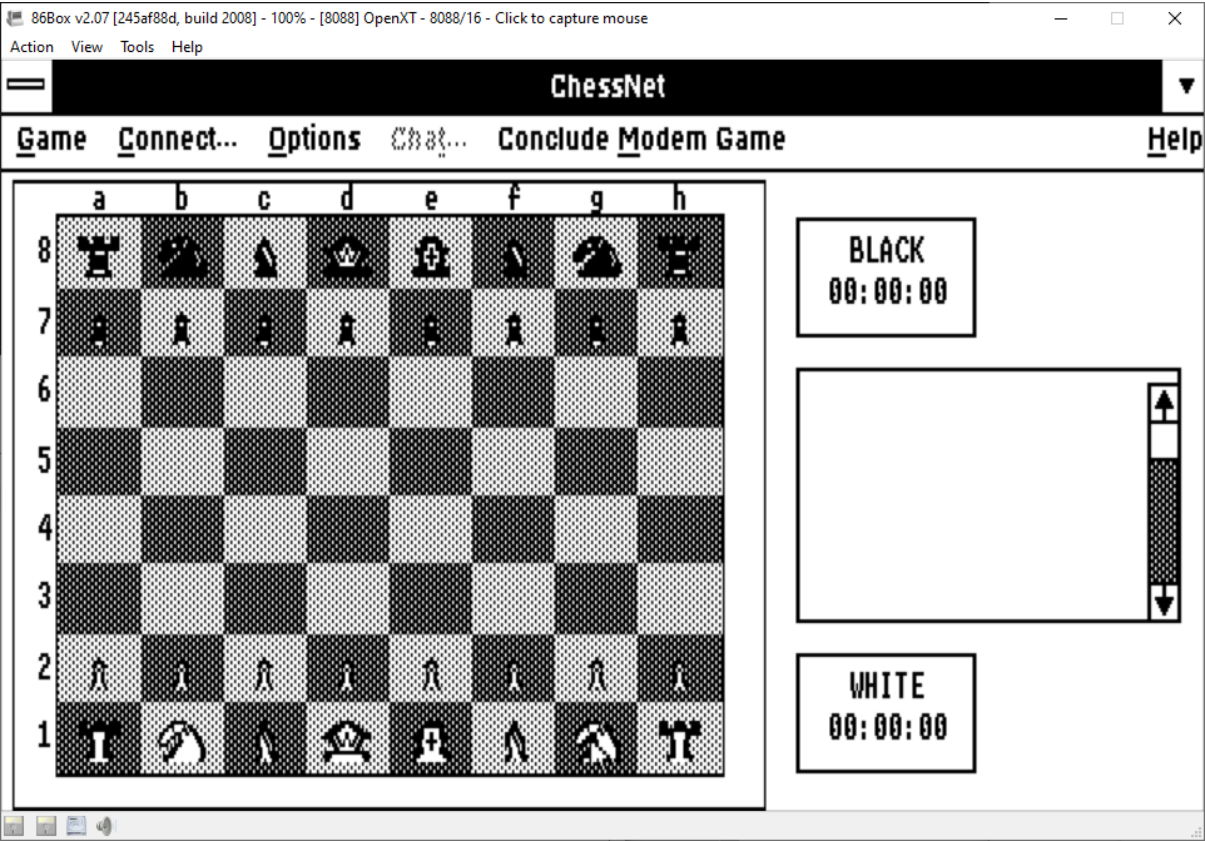 86Box v2.07 [245af88d, build 2008] - 100% - [8088] OpenXT - 8088/16 - Click to capture mouse
Action View Tools Help
ChessNet
Game Connect... Options Chat... Conclude Modem Game Help
a b c d e f g h
8
BLACK
00:00:00
7
6
5
4
3
2
WHITE
00:00:00
1